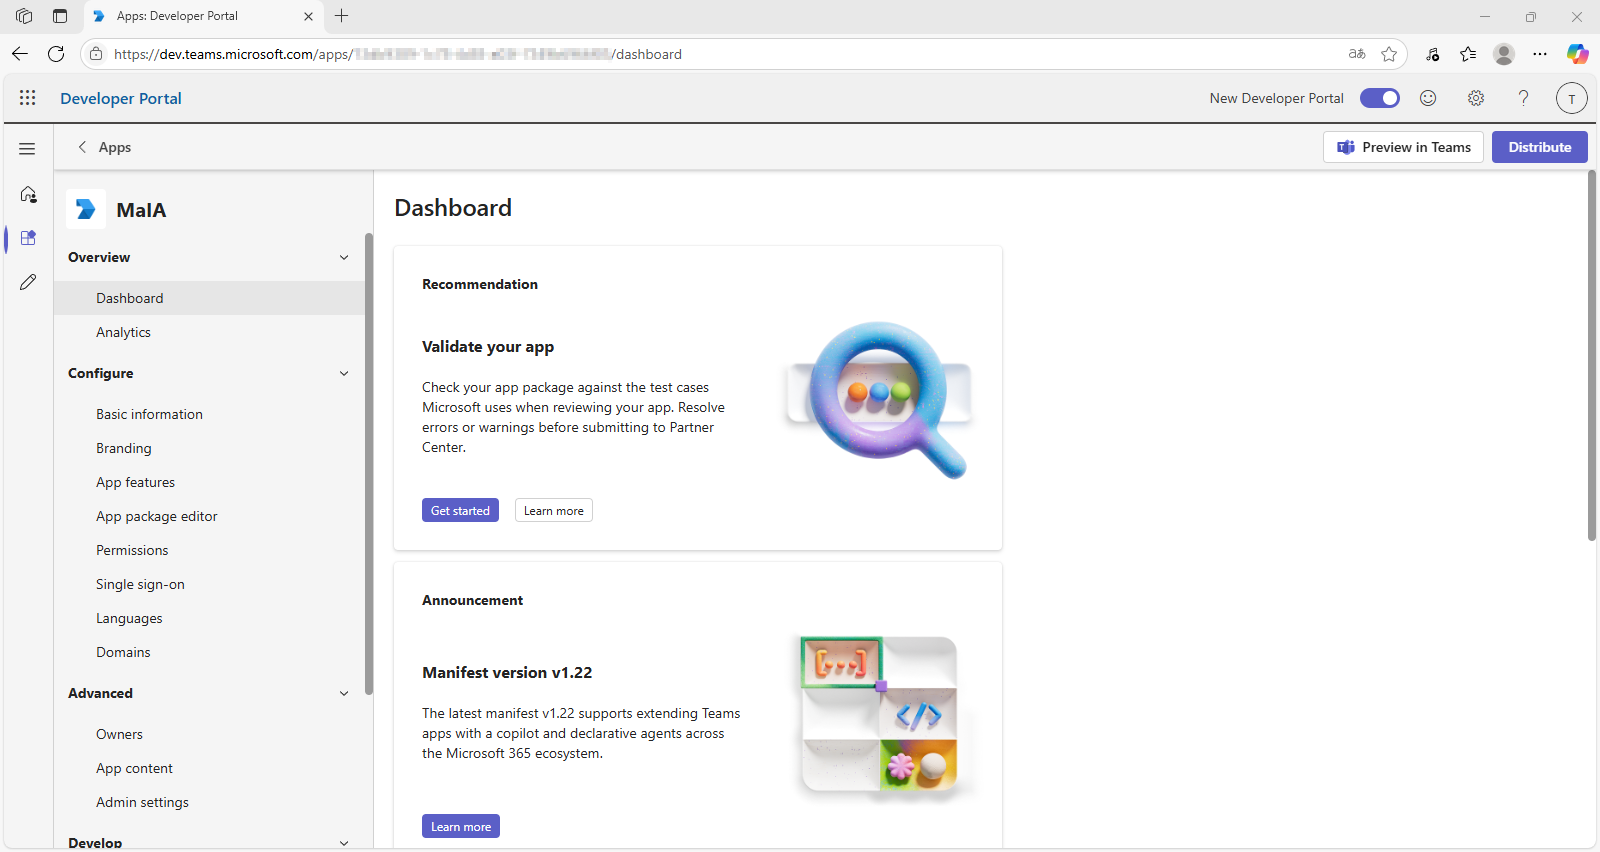 Apps: Developer Portal
https://dev.teams.microsoft.com/apps/
/dashboard
Developer Portal
New Developer Portal
T
Apps
Preview in Teams
Distribute
MaIA
Overview
Dashboard
Analytics
Configure
Basic information
Branding
App features
App package editor
Permissions
Single sign-on
Languages
Domains
Advanced
Owners
App content
Admin settings
Develop
Dashboard
Recommendation
Validate your app
Check your app package against the test cases
Microsoft uses when reviewing your app. Resolve
errors or warnings before submitting to Partner
Center.
Get started
Learn more
Announcement
Manifest version v1.22
The latest manifest v1.22 supports extending Teams
apps with a copilot and declarative agents across
the Microsoft 365 ecosystem.
Learn more